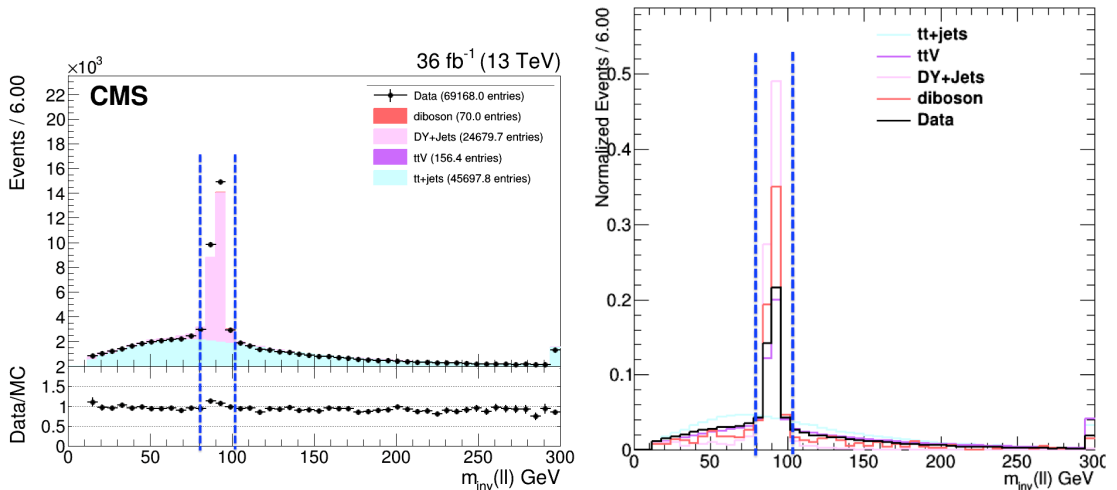 36 fb⁻¹ (13 TeV)
×10³
CMS
Data (69168.0 entries)
diboson (70.0 entries)
DY+Jets (24679.7 entries)
ttV (156.4 entries)
tt+jets (45697.8 entries)
Events / 6.00
22
20
18
16
14
12
10
8
6
4
2
2
Data/MC
1.5
1
0.5
0
0 50 100 150 200 250 300
m_inv(ll) GeV
tt+jets
ttV
DY+Jets
diboson
Data
Normalized Events / 6.00
0.5
0.4
0.3
0.2
0.1
0
0 50 100 150 200 250 300
m_inv(ll) GeV